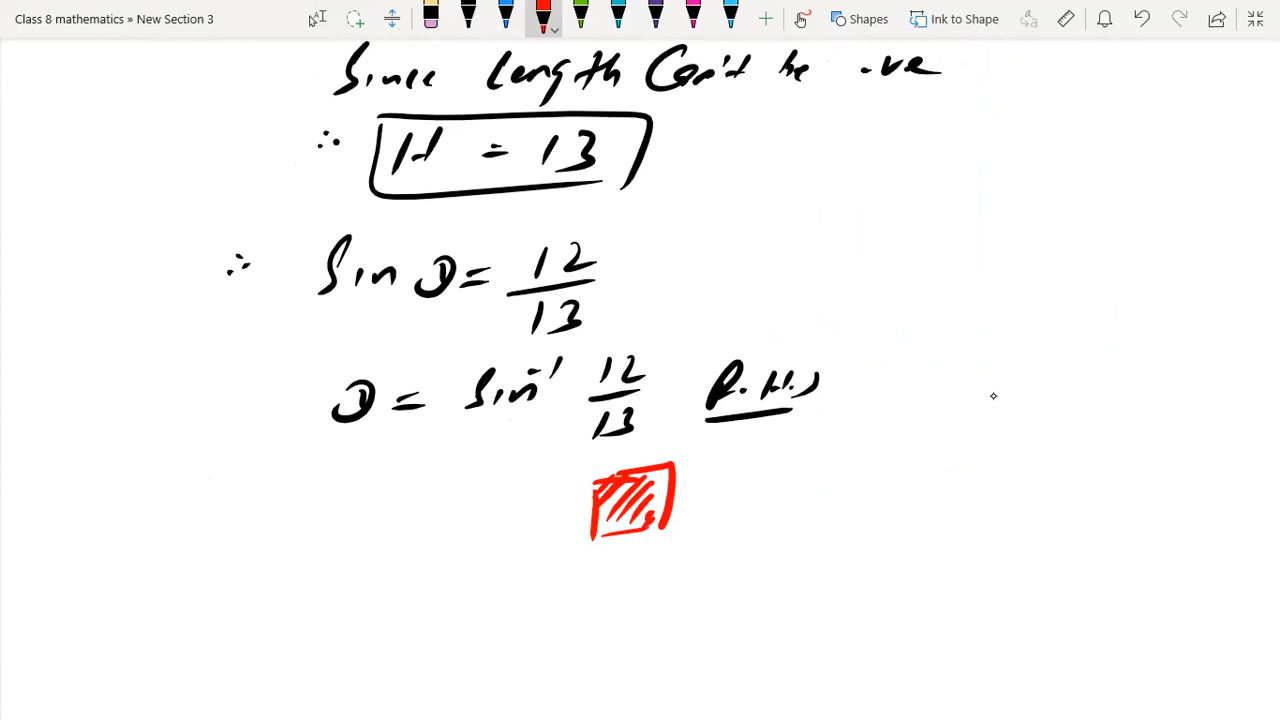 Class 8 mathematics » New Section 3
Shapes Ink to Shape
Since Length Can't be -ve
∴ H = 13
∴ Sin θ = 12/13
θ = Sin⁻¹ 12/13 R.H.S